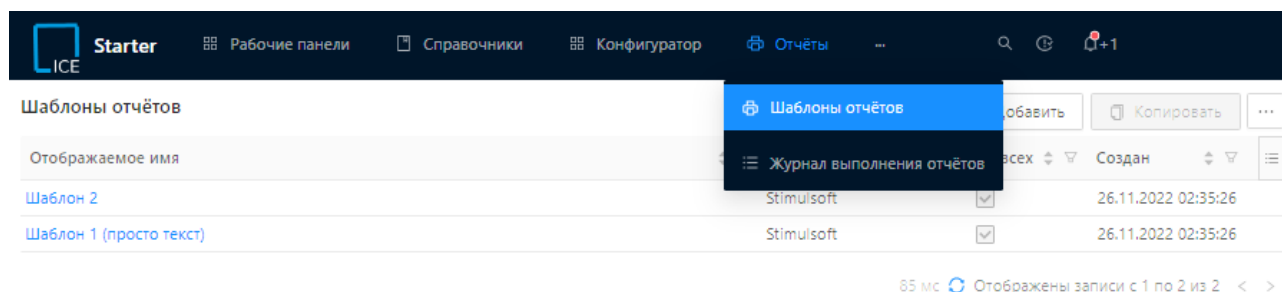 ICE Starter Рабочие панели Справочники Конфигуратор Отчёты ... +1
Шаблоны отчётов Шаблоны отчётов Копировать ...
Отображаемое имя Журнал выполнения отчётов Создан
Шаблон 2 Stimulsoft 26.11.2022 02:35:26
Шаблон 1 (просто текст) Stimulsoft 26.11.2022 02:35:26
85 мс Отображены записи с 1 по 2 из 2 < >